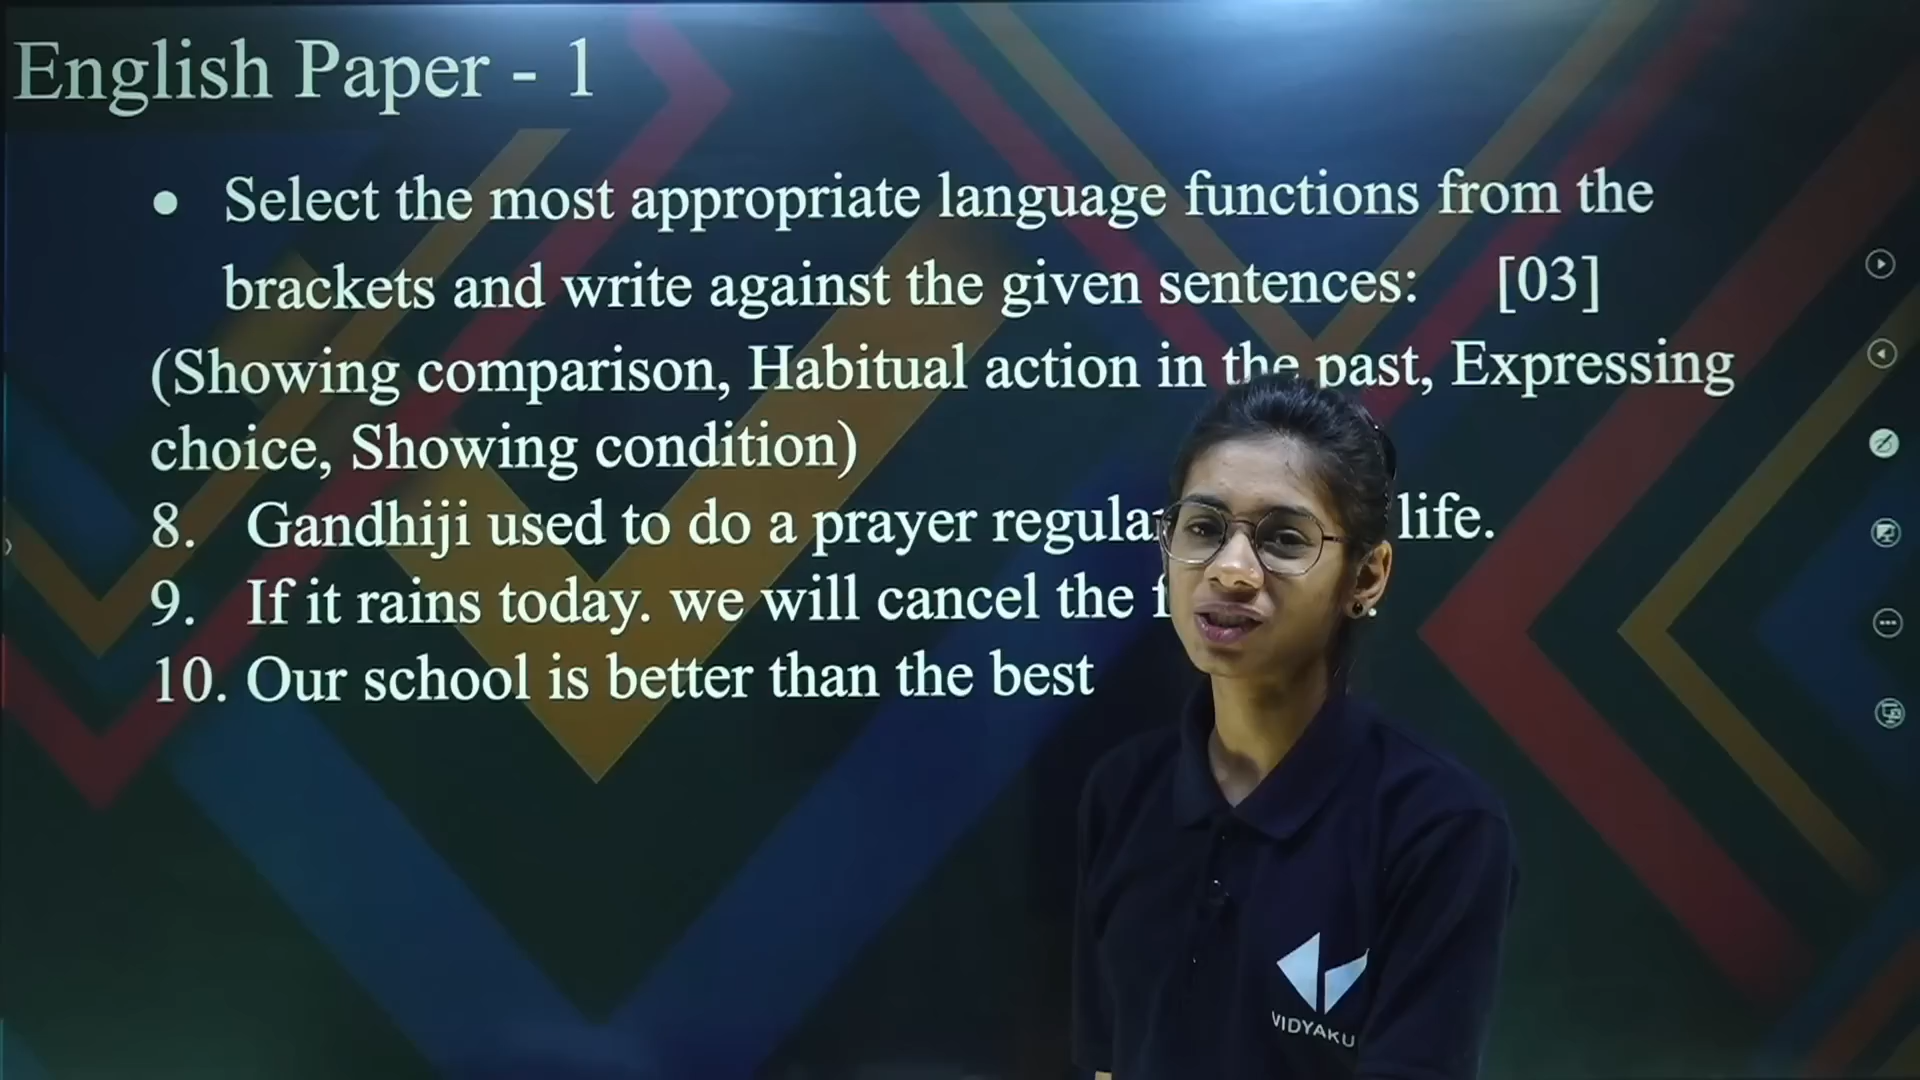 English Paper - 1
• Select the most appropriate language functions from the
brackets and write against the given sentences: [03]
(Showing comparison, Habitual action in the past, Expressing
choice, Showing condition)
8. Gandhiji used to do a prayer life.
9. If it rains today. we will cancel the
10. Our school is better than the best
VIDYAKU